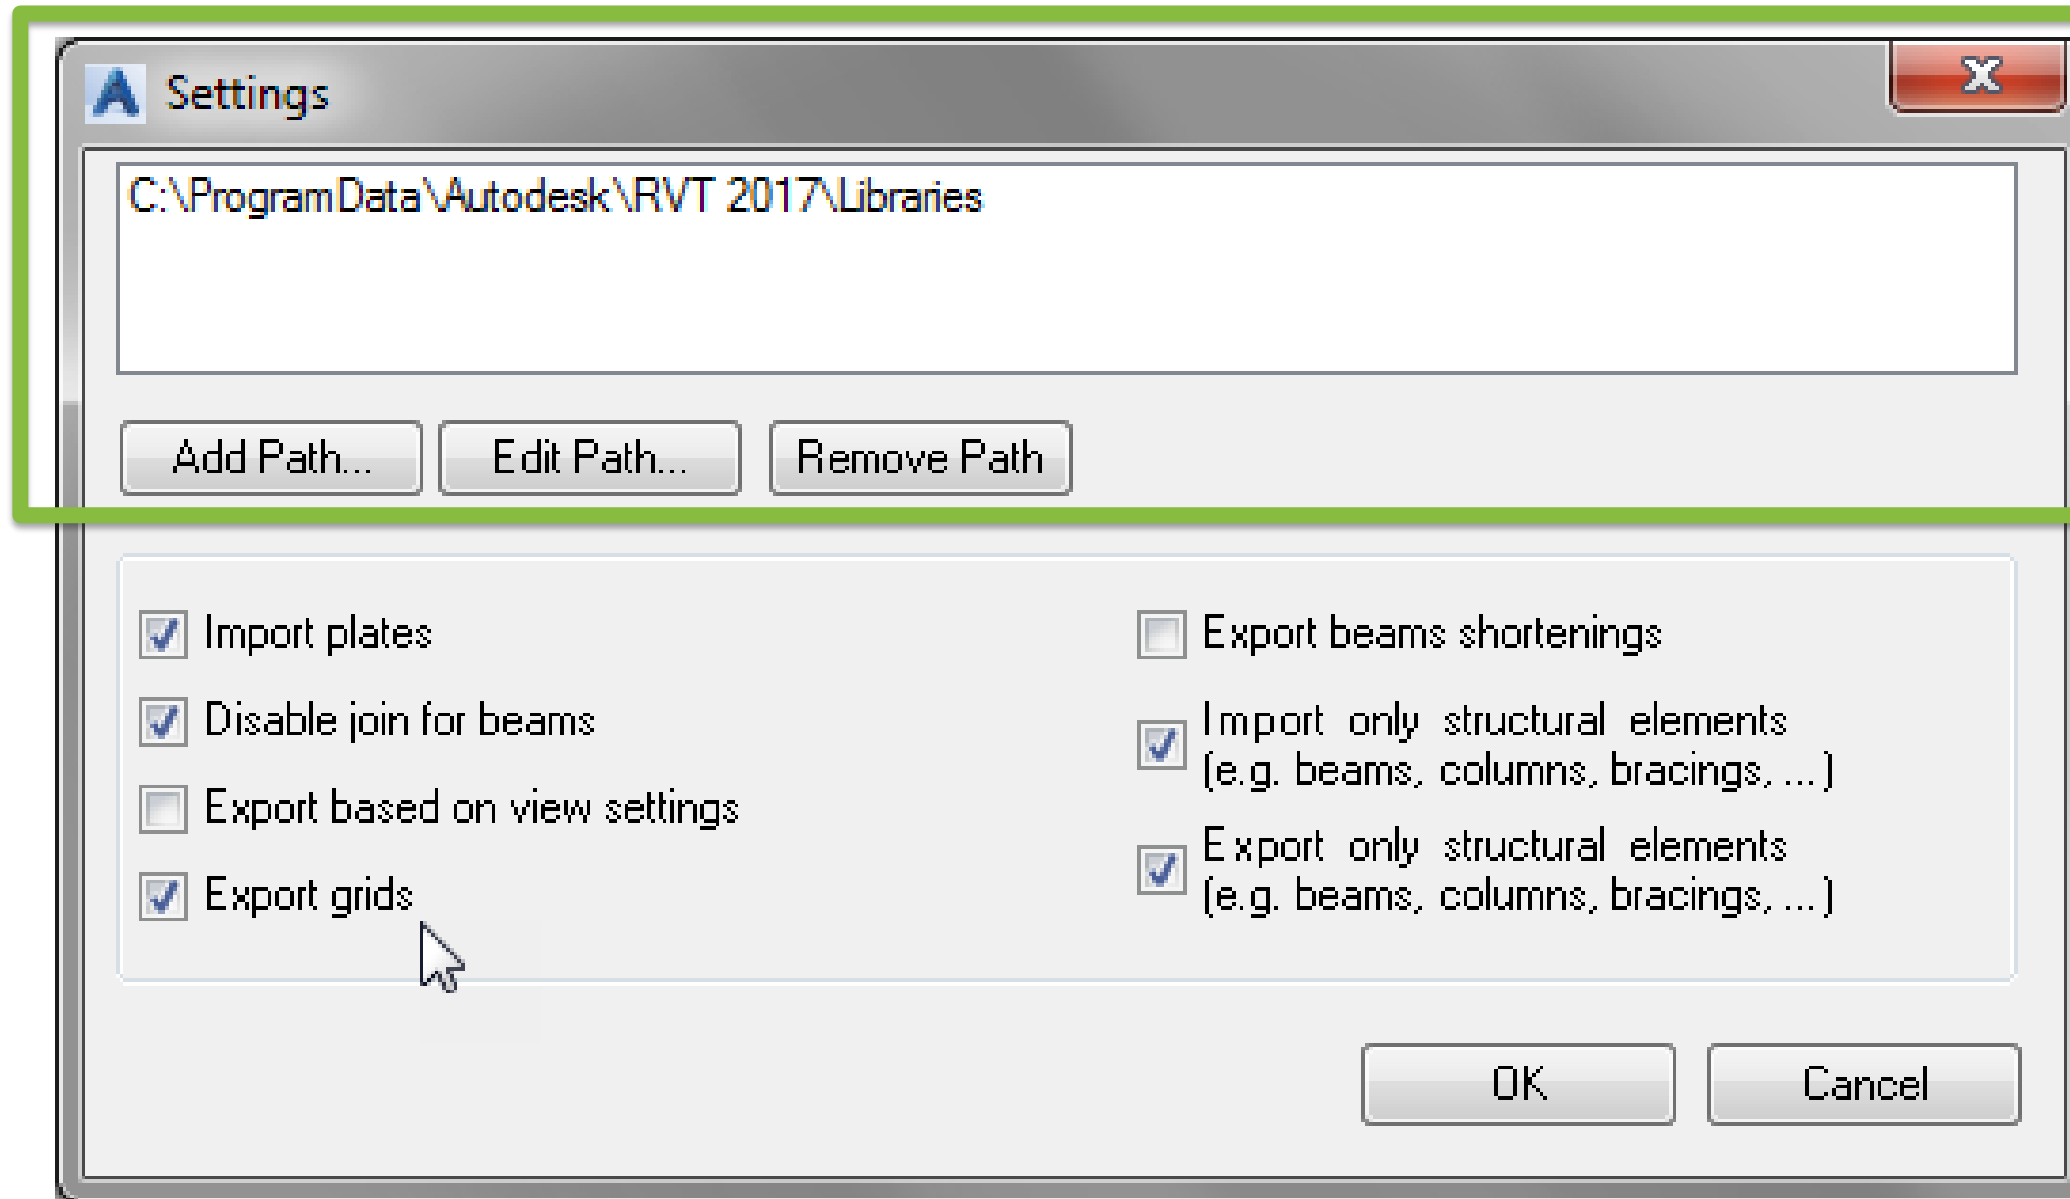 Settings
C:\ProgramData\Autodesk\RVT 2017\Libraries
Add Path... Edit Path... Remove Path
Import plates
Disable join for beams
Export based on view settings
Export grids
Export beams shortenings
Import only structural elements
(e.g. beams, columns, bracings, ...)
Export only structural elements
(e.g. beams, columns, bracings, ...)
OK Cancel